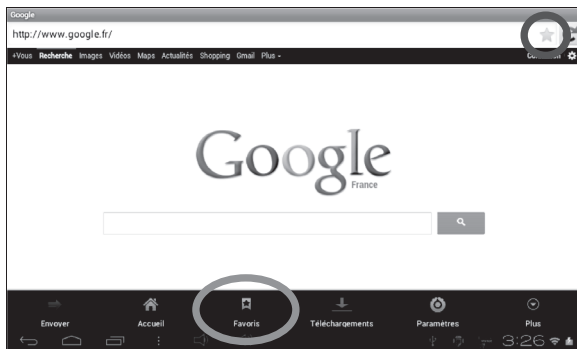 Google
http://www.google.fr/
+Vous Recherche Images Vidéos Maps Actualités Shopping Gmail Plus
Google
France
Envoyer Accueil Favoris Téléchargements Paramètres Plus
3:26